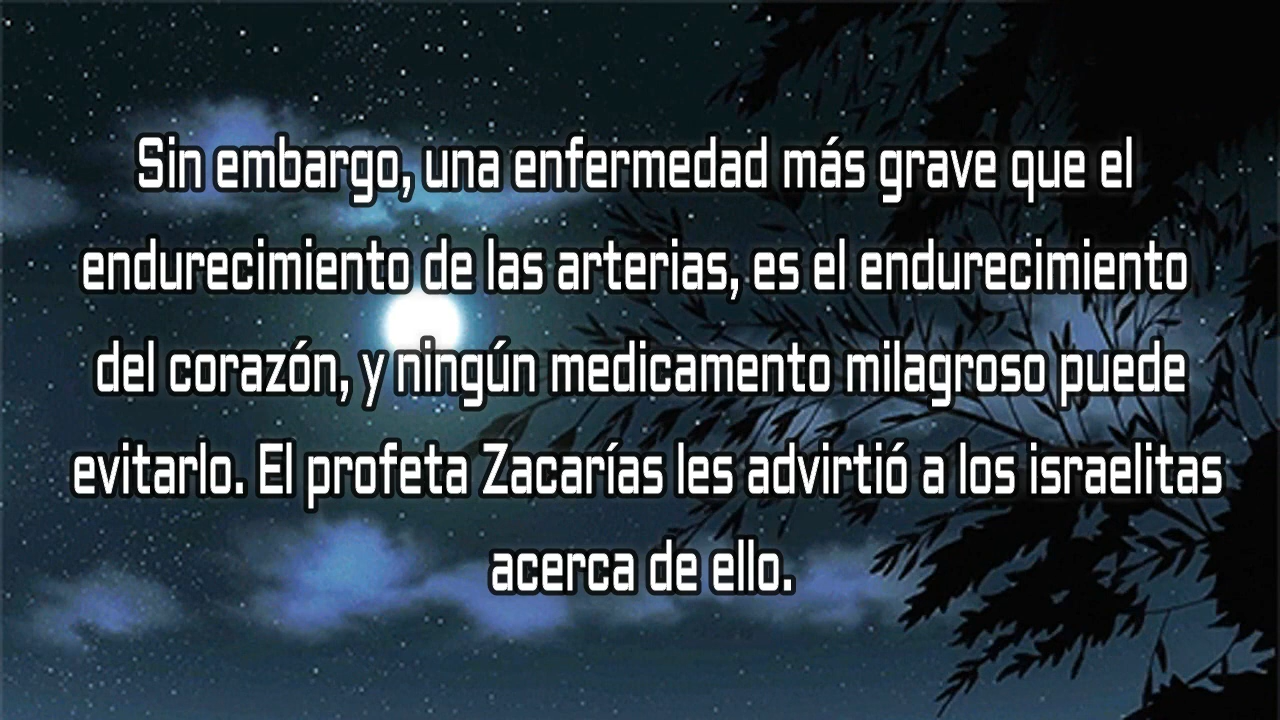 Sin embargo, una enfermedad más grave que el
endurecimiento de las arterias, es el endurecimiento
del corazón, y ningún medicamento milagroso puede
evitarlo. El profeta Zacarías les advirtió a los israelitas
acerca de ello.